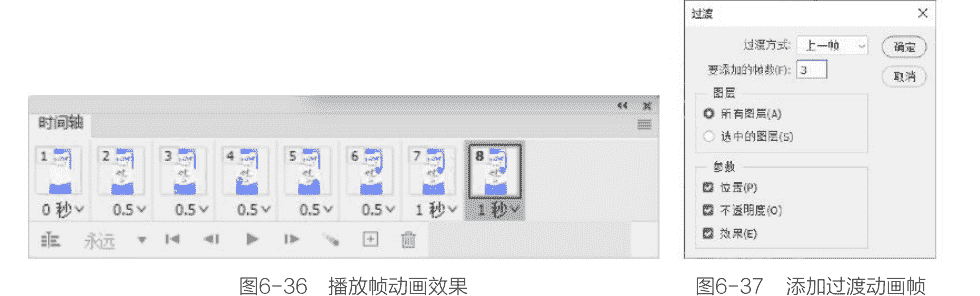 时间轴
1 2 3 4 5 6 7 8
0 秒 0.5 0.5 0.5 0.5 0.5 1 秒 1 秒
永远
图6-36 播放帧动画效果
过渡
过渡方式: 上一帧 确定
要添加的帧数(F): 3 取消
图层
所有图层(A)
选中的图层(S)
参数
位置(P)
不透明度(O)
效果(E)
图6-37 添加过渡动画帧